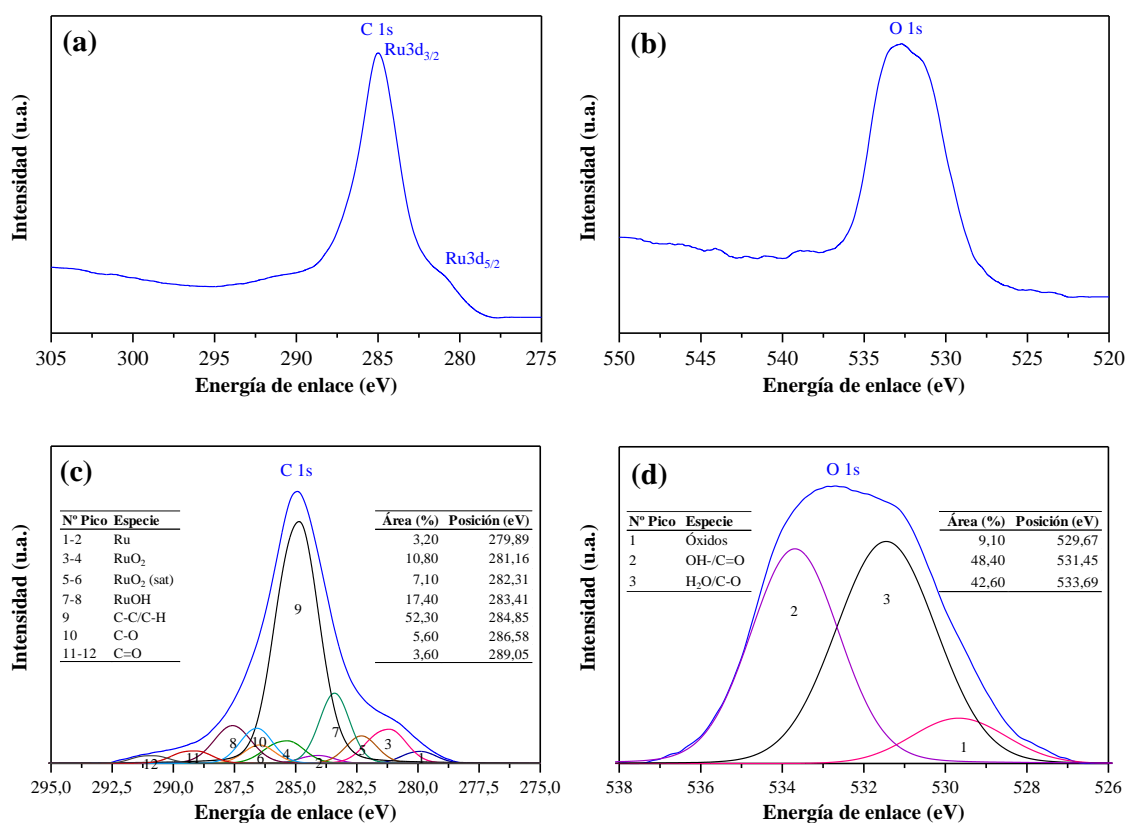 (a)
C 1s
Ru3d3/2
Ru3d5/2
Intensidad (u.a.)
305 300 295 290 285 280 275
Energía de enlace (eV)
(b)
O 1s
Intensidad (u.a.)
550 545 540 535 530 525 520
Energía de enlace (eV)
(c)
C 1s
Nº Pico Especie Área (%) Posición (eV)
1-2 Ru 3,20 279,89
3-4 RuO2 10,80 281,16
5-6 RuO2 (sat) 7,10 282,31
7-8 RuOH 17,40 283,41
9 C-C/C-H 52,30 284,85
10 C-O 5,60 286,58
11-12 C=O 3,60 289,05
9
7
8 10 4 5 3
12 11 6 2 1
Intensidad (u.a.)
295,0 292,5 290,0 287,5 285,0 282,5 280,0 277,5 275,0
Energía de enlace (eV)
(d)
O 1s
Nº Pico Especie Área (%) Posición (eV)
1 Óxidos 9,10 529,67
2 OH-/C=O 48,40 531,45
3 H2O/C-O 42,60 533,69
2 3
1
Intensidad (u.a.)
538 536 534 532 530 528 526
Energía de enlace (eV)